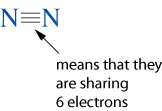 N≡N
means that they
are sharing
6 electrons